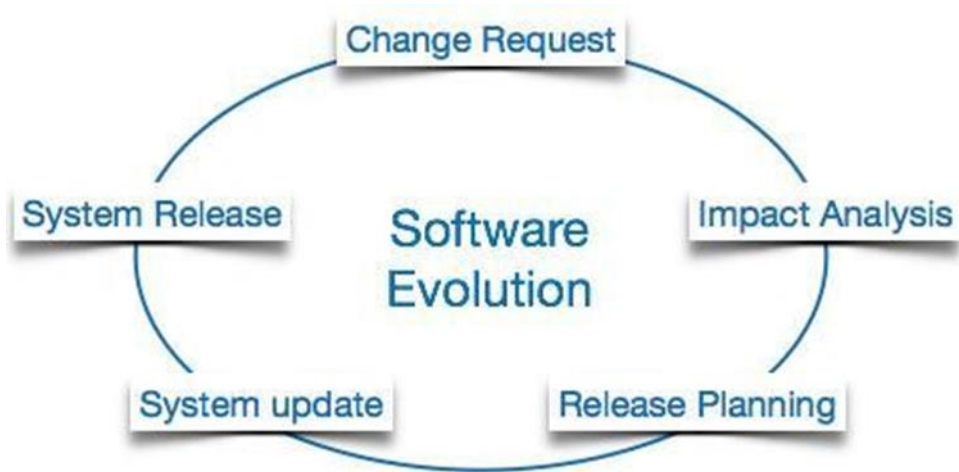 Change Request
System Release
Impact Analysis
Software
Evolution
System update
Release Planning